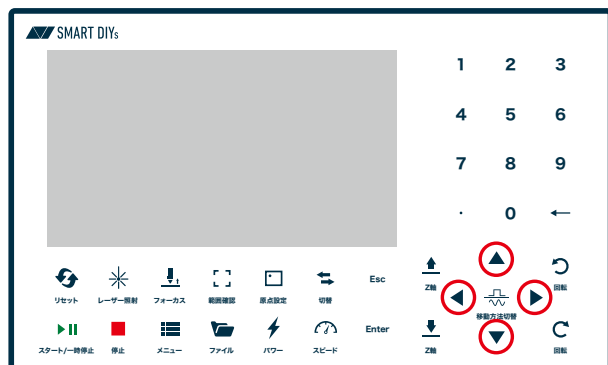 SMART DIYs
1 2 3
4 5 6
7 8 9
. 0 ←
リセット レーザー照射 フォーカス 範囲確認 原点設定 切替 Esc Z軸 回転
移動方法切替
スタート/一時停止 停止 メニュー ファイル パワー スピード Enter Z軸 回転